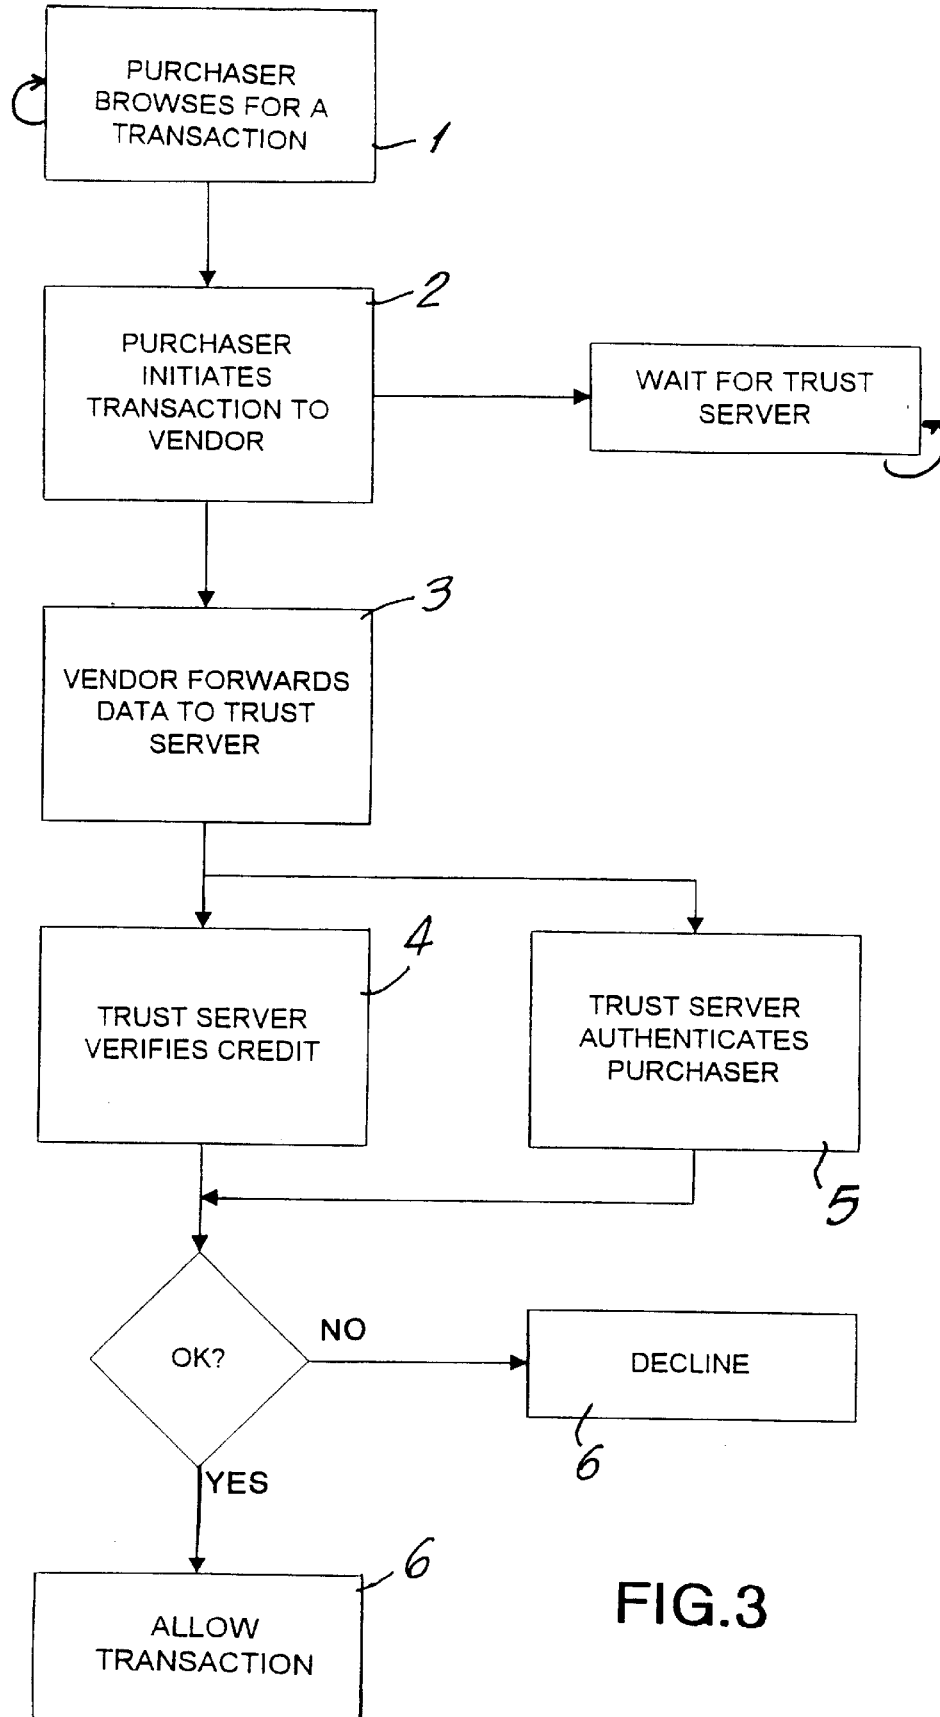 PURCHASER
BROWSES FOR A
TRANSACTION
1
2
PURCHASER
INITIATES
TRANSACTION TO
VENDOR
WAIT FOR TRUST
SERVER
3
VENDOR FORWARDS
DATA TO TRUST
SERVER
4
TRUST SERVER
VERIFIES CREDIT
TRUST SERVER
AUTHENTICATES
PURCHASER
5
OK?
NO
DECLINE
6
YES
6
ALLOW
TRANSACTION
FIG.3